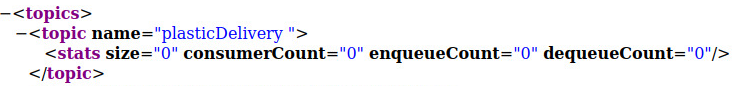 −<topics>
−<topic name="plasticDelivery ">
<stats size="0" consumerCount="0" enqueueCount="0" dequeueCount="0"/>
</topic>